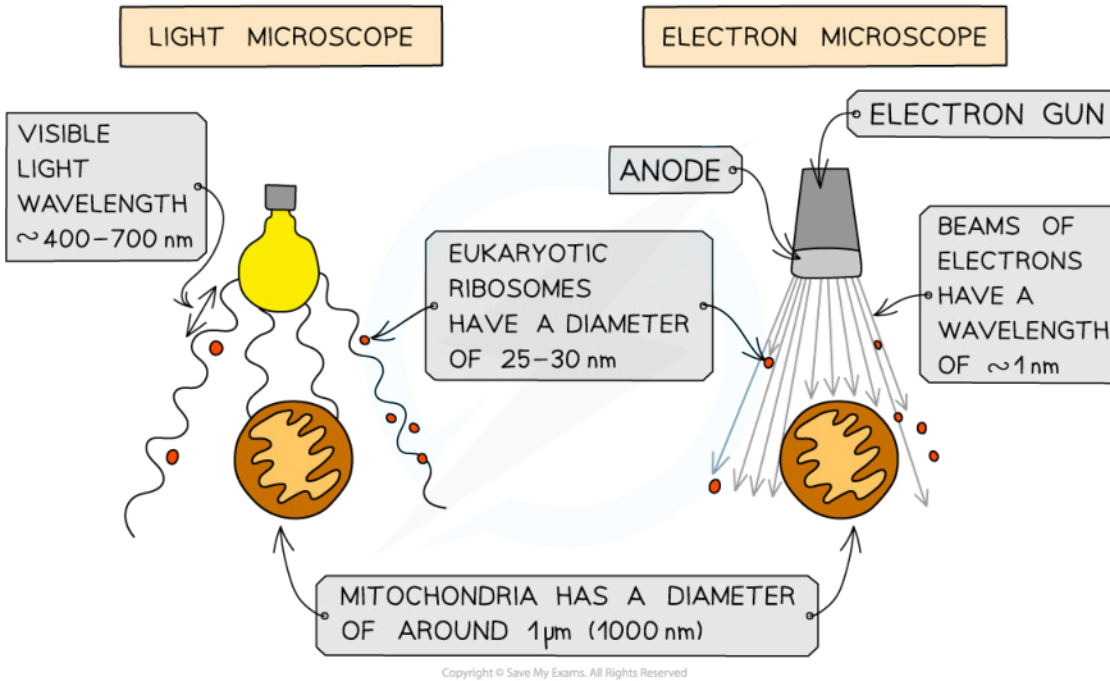 LIGHT MICROSCOPE
ELECTRON MICROSCOPE
VISIBLE
LIGHT
WAVELENGTH
~400-700 nm
EUKARYOTIC
RIBOSOMES
HAVE A DIAMETER
OF 25-30 nm
ANODE
ELECTRON GUN
BEAMS OF
ELECTRONS
HAVE A
WAVELENGTH
OF ~1 nm
MITOCHONDRIA HAS A DIAMETER
OF AROUND 1μm (1000 nm)
Copyright © Save My Exams. All Rights Reserved